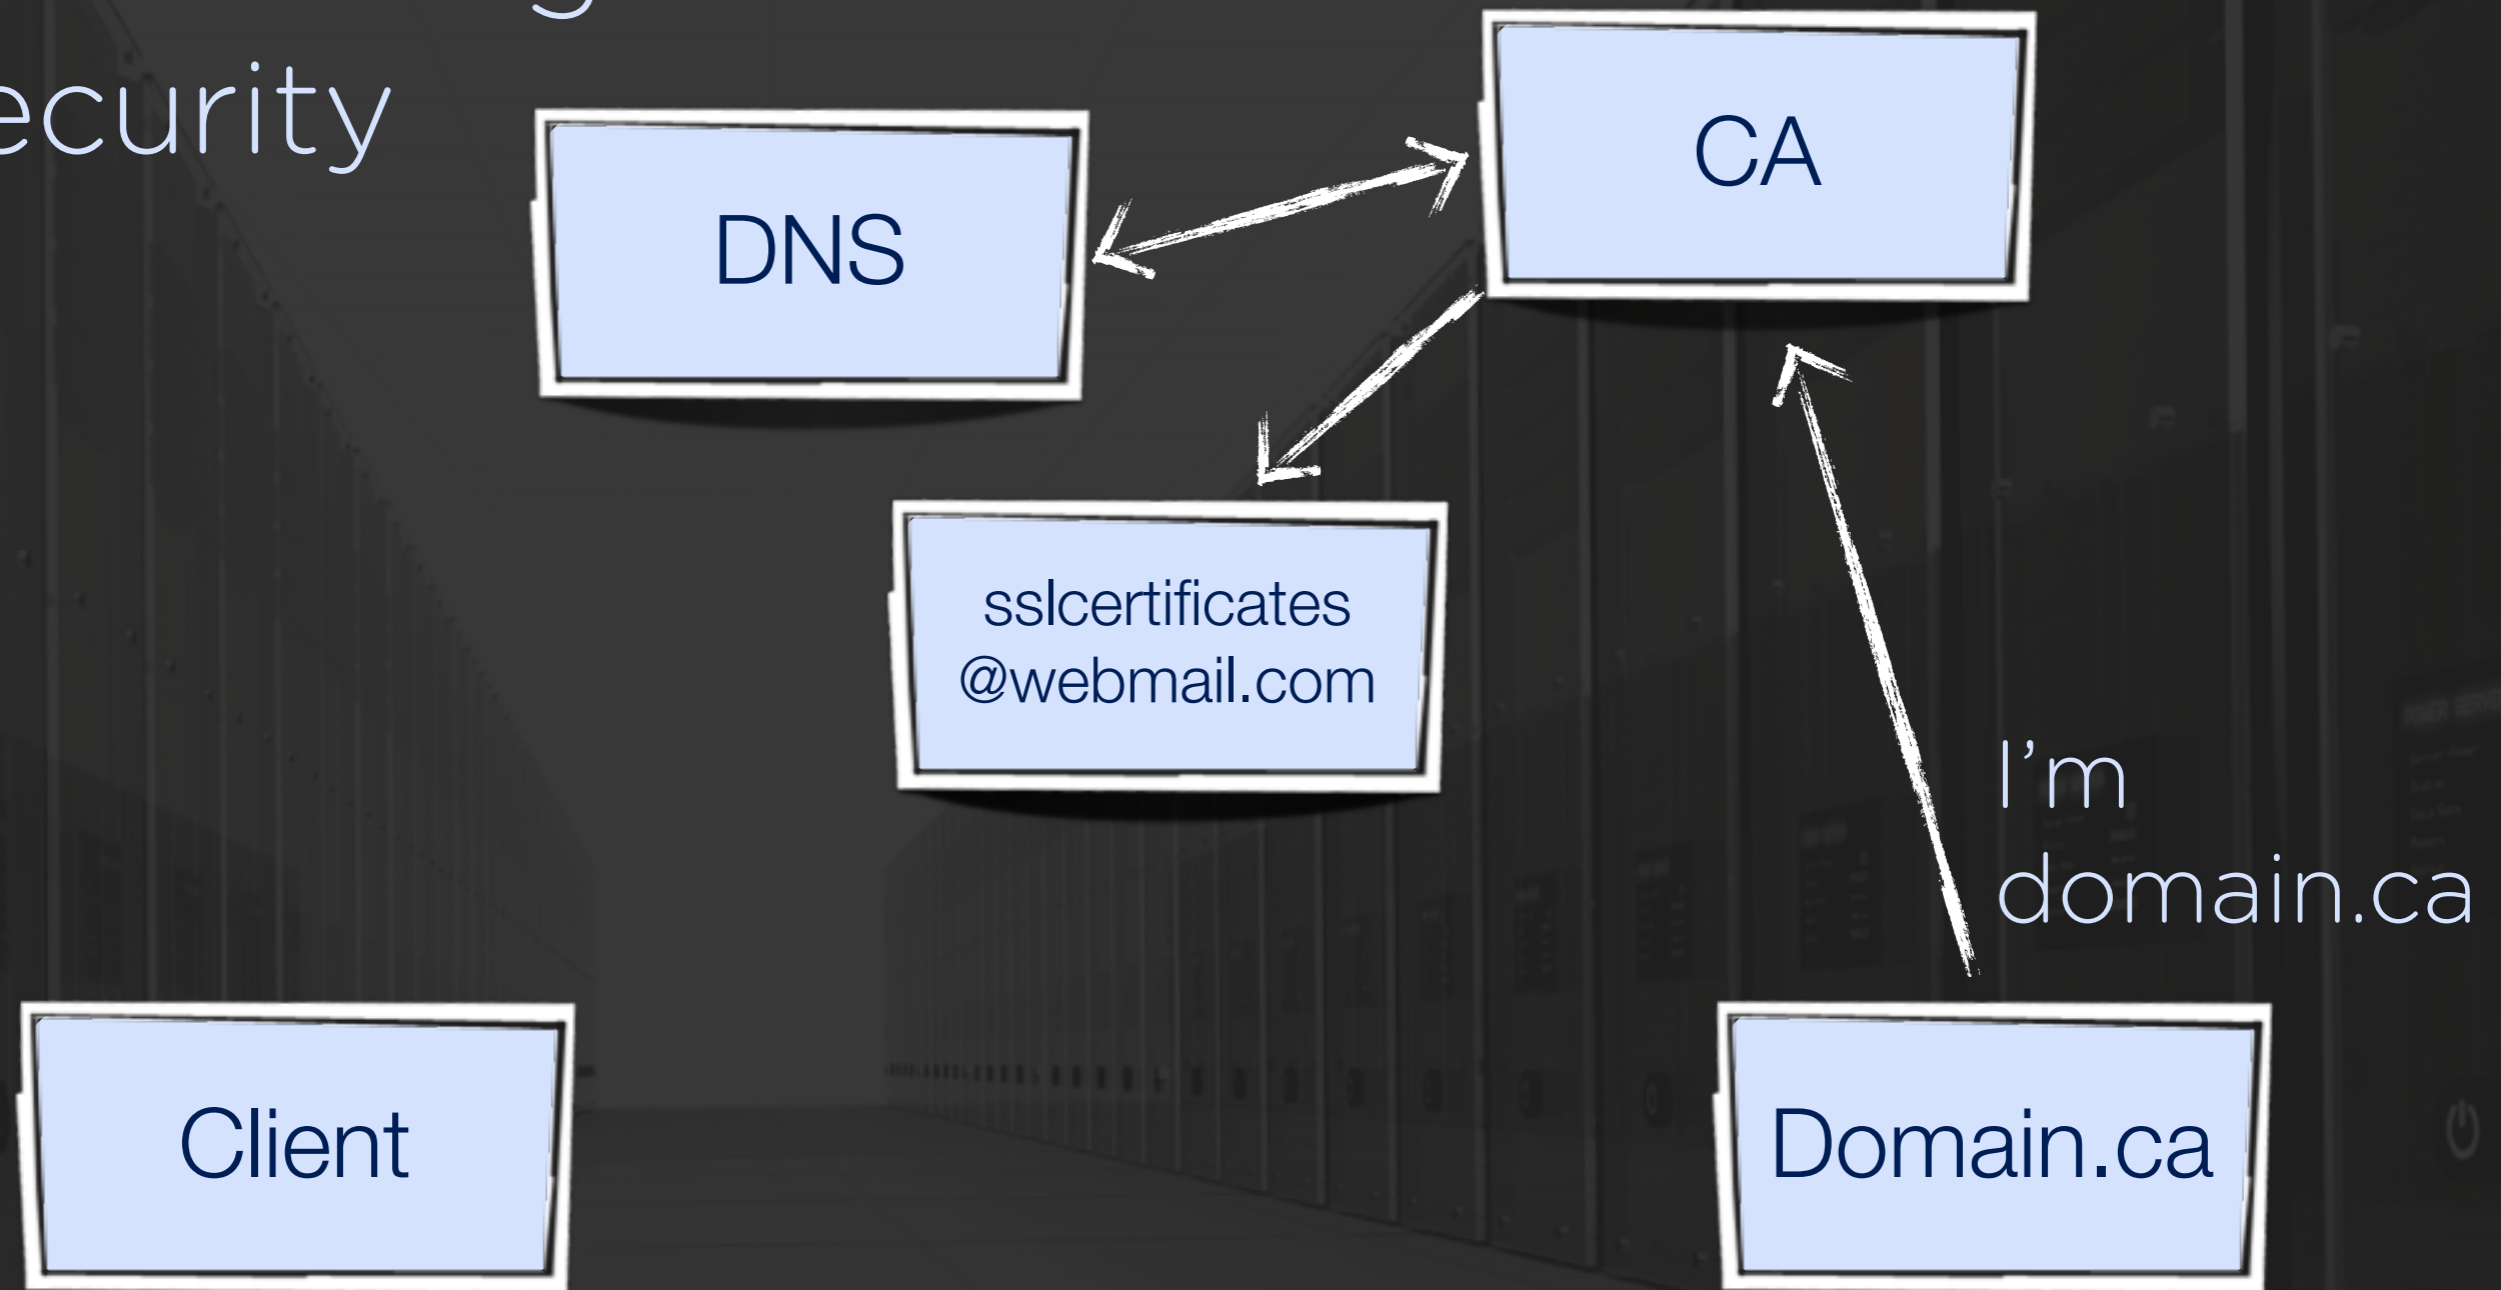 ecurity
DNS
CA
sslcertificates
@webmail.com
I'm
domain.ca
Client
Domain.ca